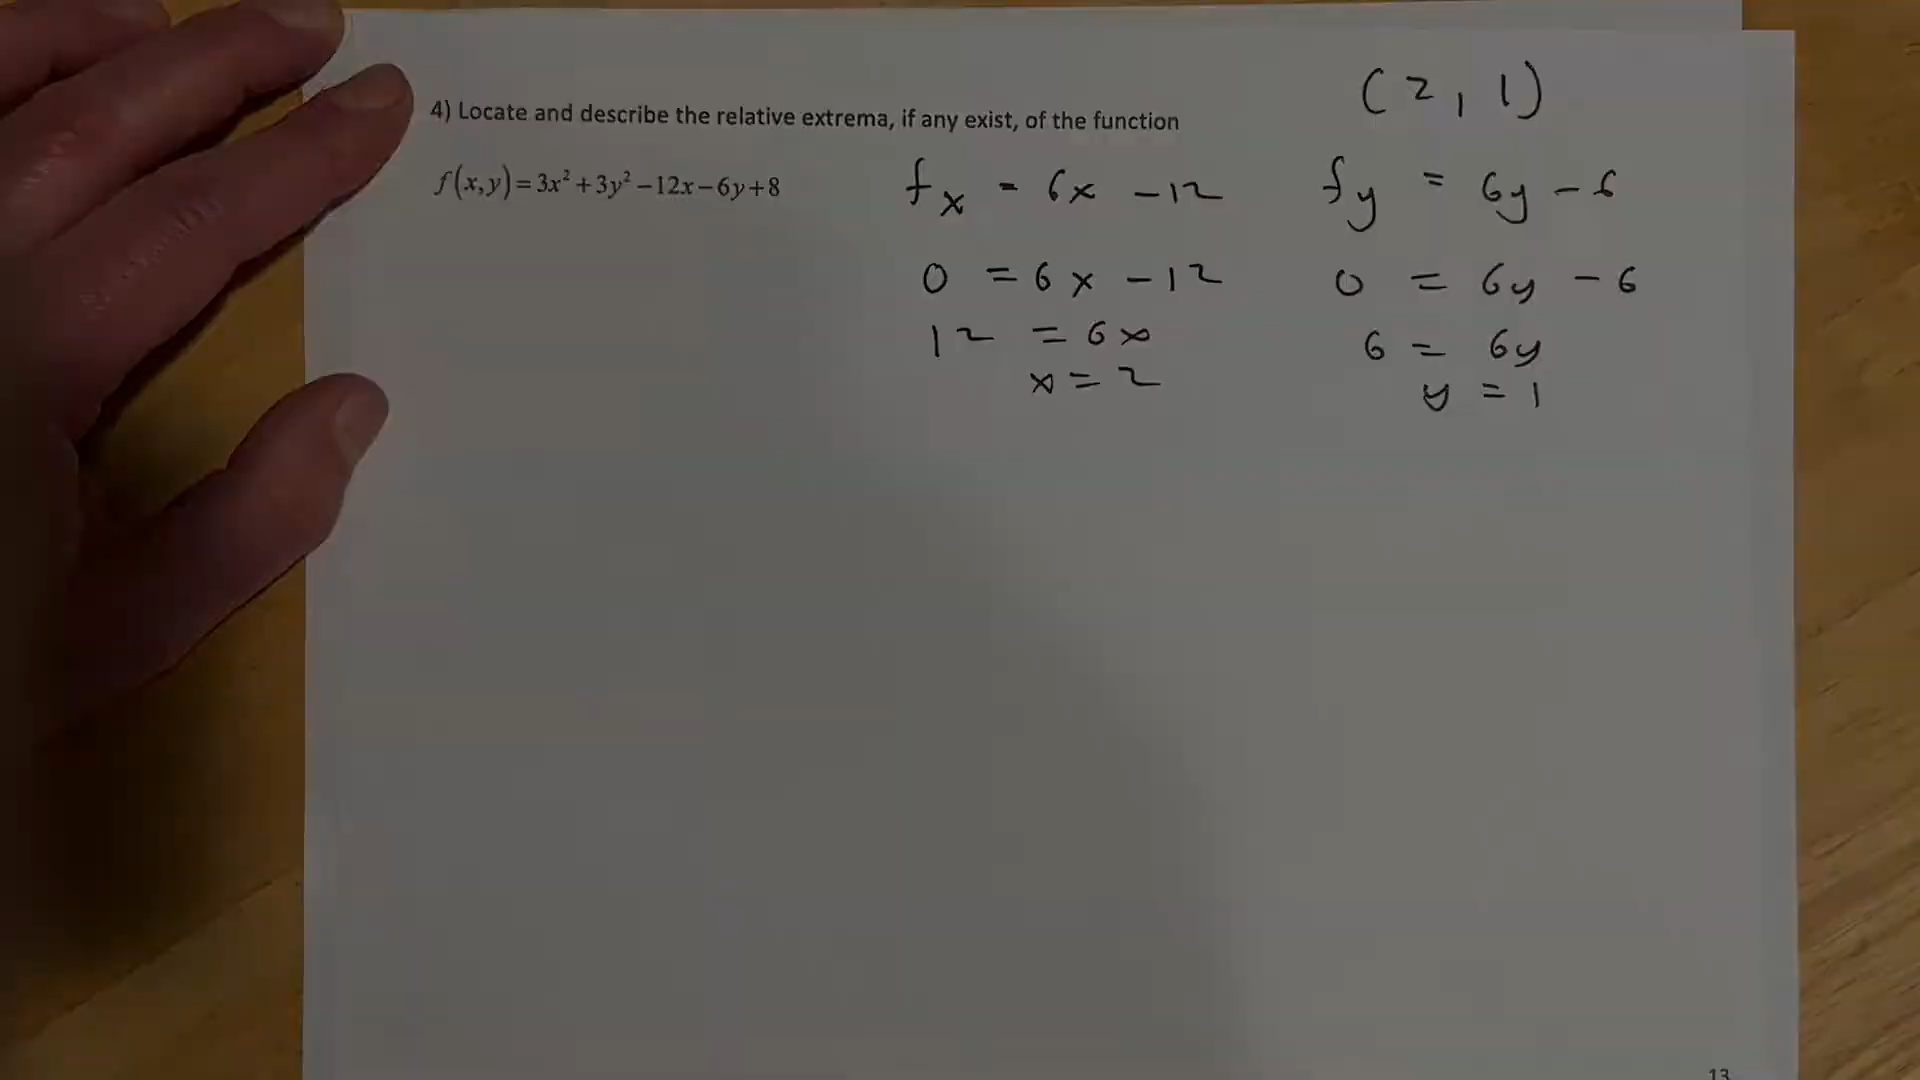 (2, 1)
4) Locate and describe the relative extrema, if any exist, of the function
f(x,y)=3x²+3y²−12x−6y+8
fx = 6x −12
fy = 6y − 6
0 = 6x −12
0 = 6y − 6
12 = 6x
6 = 6y
x = 2
y = 1
13